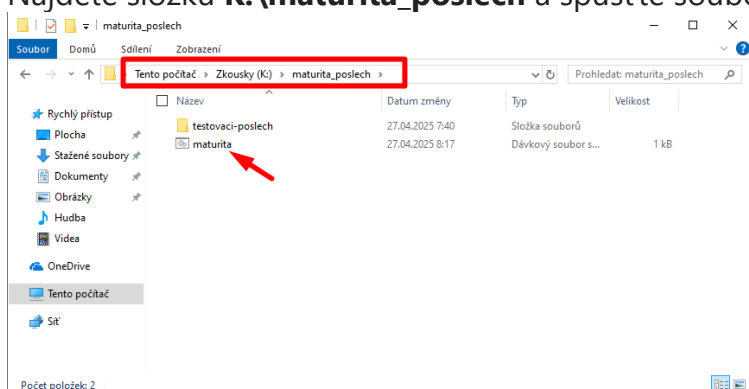 Najděte složku K:\maturita_poslech a spusťte soubo
maturita_poslech
Soubor Domů Sdílení Zobrazení
Tento počítač > Zkousky (K:) > maturita_poslech >
Prohledat: maturita_poslech
Název Datum změny Typ Velikost
Rychlý přístup
testovaci-poslech 27.04.2025 7:40 Složka souborů
Plocha
maturita 27.04.2025 8:17 Dávkový soubor s... 1 kB
Stažené soubory
Dokumenty
Obrázky
Hudba
Videa
OneDrive
Tento počítač
Síť
Počet položek: 2